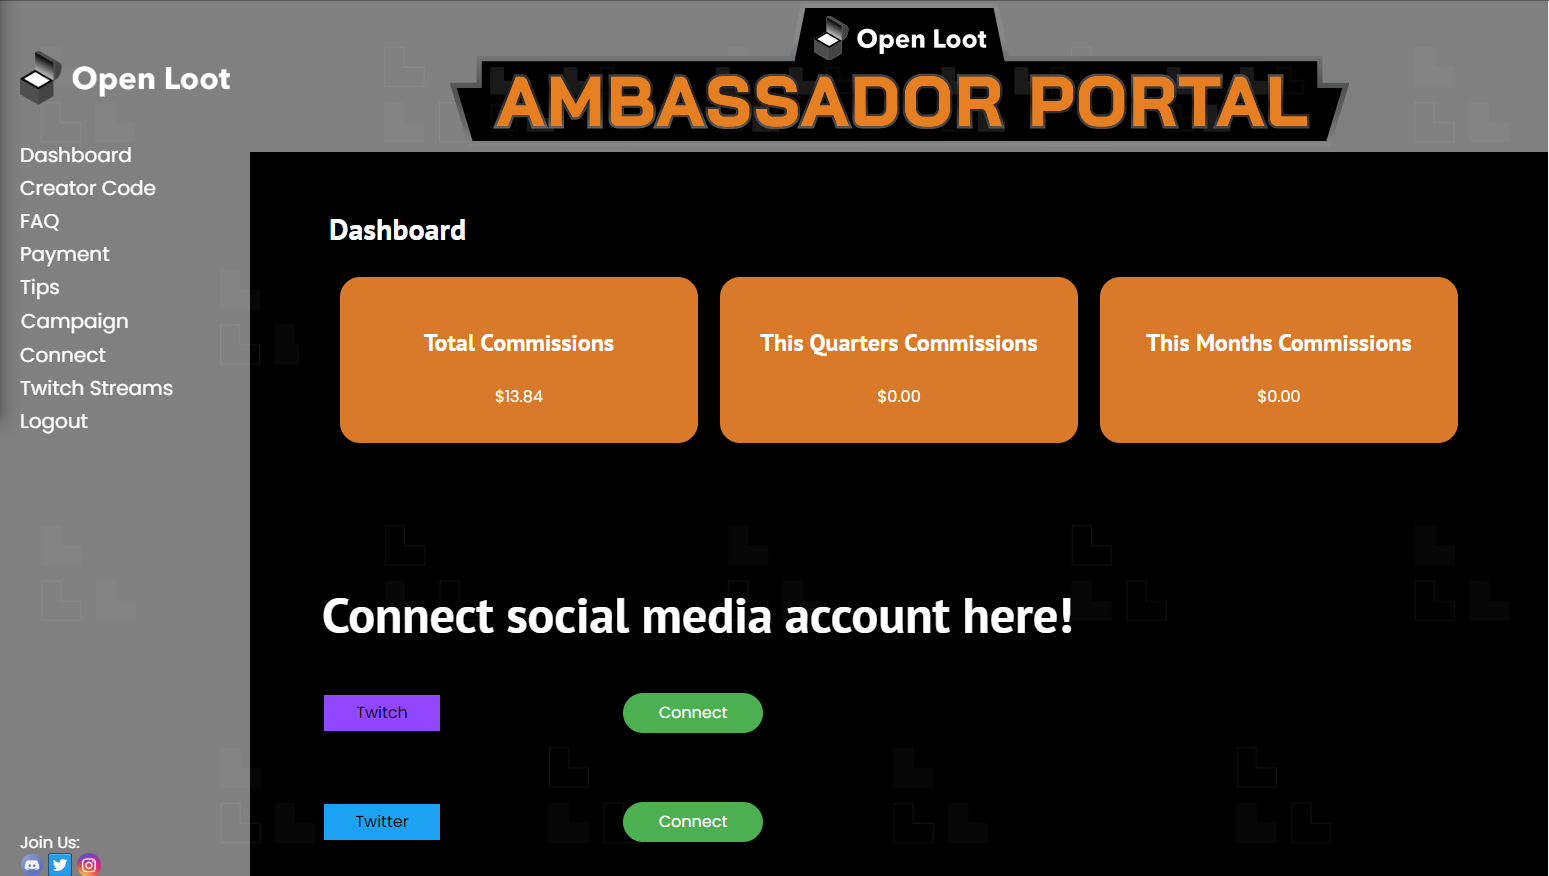 Open Loot
Dashboard
Creator Code
FAQ
Payment
Tips
Campaign
Connect
Twitch Streams
Logout
Join Us:
Open Loot
AMBASSADOR PORTAL
Dashboard
Total Commissions
$13.84
This Quarters Commissions
$0.00
This Months Commissions
$0.00
Connect social media account here!
Twitch
Connect
Twitter
Connect